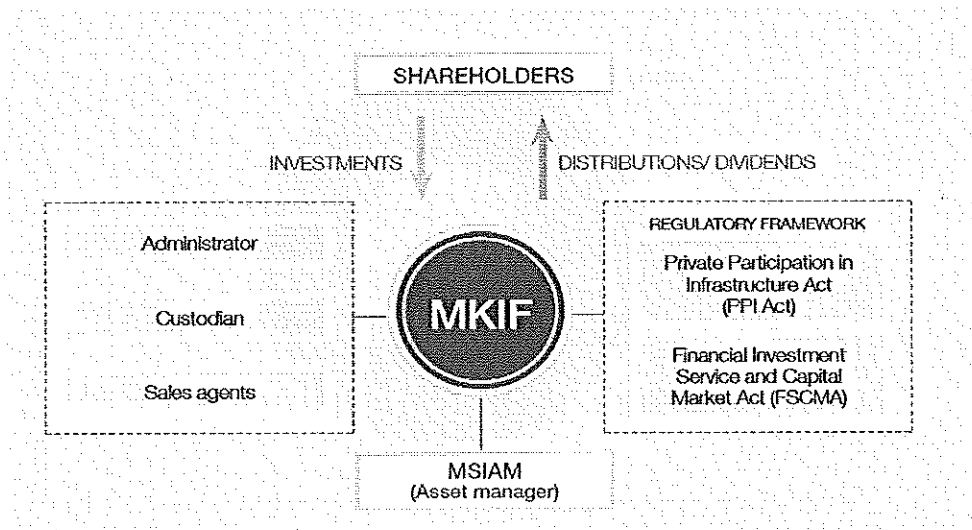 SHAREHOLDERS
INVESTMENTS
DISTRIBUTIONS/ DIVIDENDS
Administrator
Custodian
Sales agents
MKIF
REGULATORY FRAMEWORK
Private Participation in
Infrastructure Act
(PPI Act)
Financial Investment
Service and Capital
Market Act (FSCMA)
MSIAM
(Asset manager)